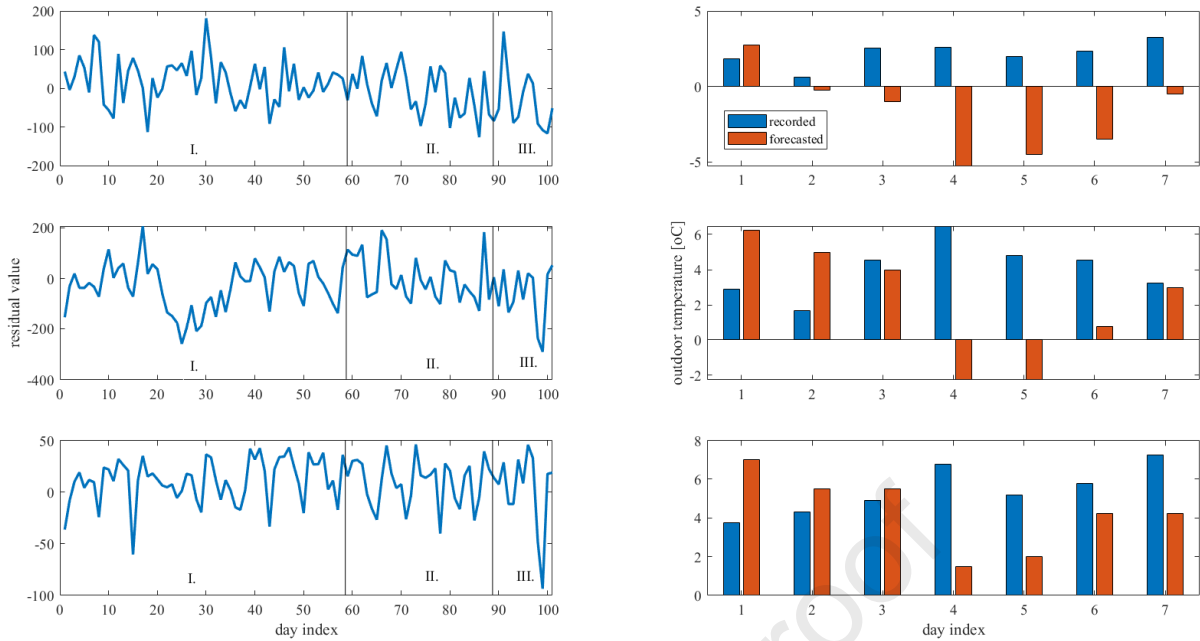 200
100
0
-100
-200
I.
II.
III.
0 10 20 30 40 50 60 70 80 90 100
5
0
-5
recorded
forecasted
1 2 3 4 5 6 7
residual value
200
0
-200
-400
I.
II.
III.
0 10 20 30 40 50 60 70 80 90 100
outdoor temperature [oC]
6
4
2
0
-2
1 2 3 4 5 6 7
50
0
-50
-100
I.
II.
III.
0 10 20 30 40 50 60 70 80 90 100
day index
8
6
4
2
0
1 2 3 4 5 6 7
day index
proof